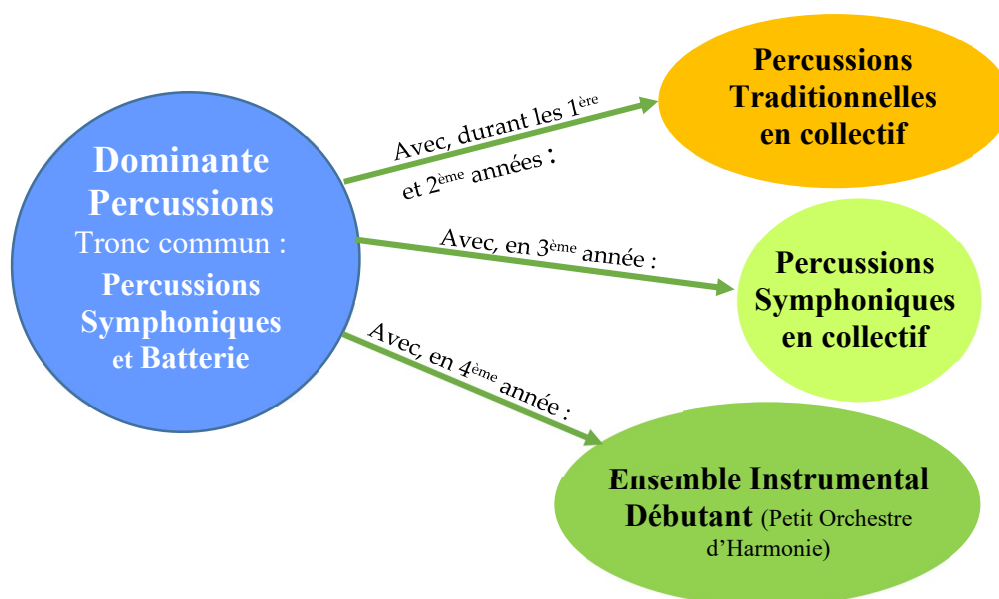 Dominante
Percussions
Tronc commun :
Percussions
Symphoniques
et Batterie
Avec, durant les 1ère
et 2ème années :
Percussions
Traditionnelles
en collectif
Avec, en 3ème année :
Percussions
Symphoniques
en collectif
Avec, en 4ème
année :
Ensemble Instrumental
Débutant (Petit Orchestre
d’Harmonie)